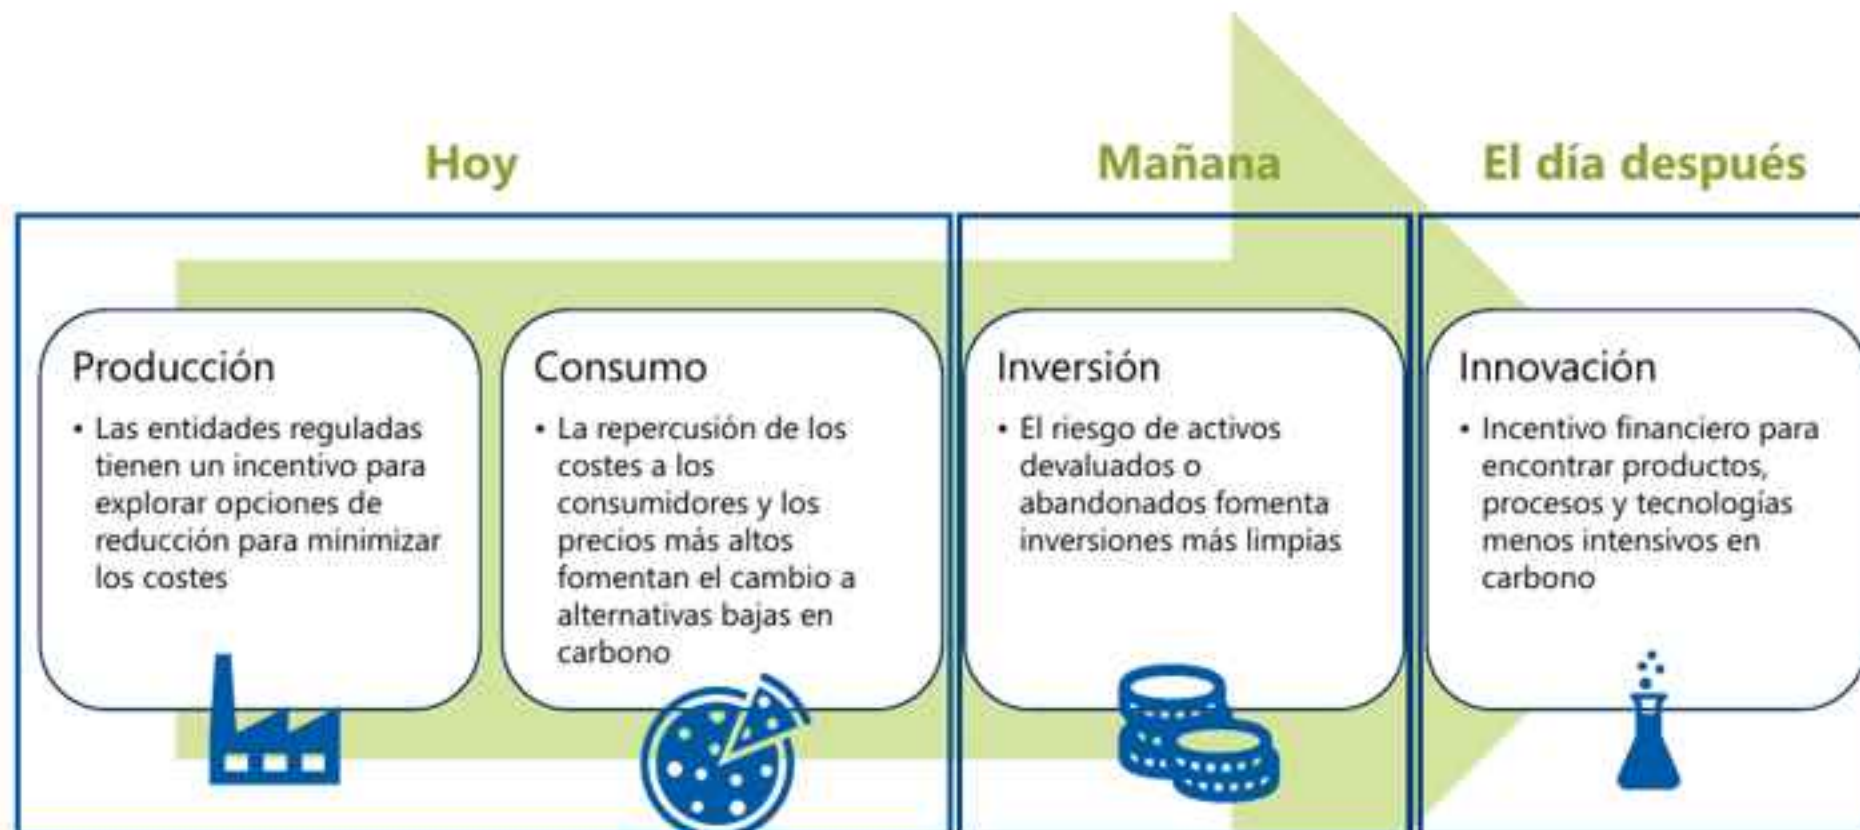 Hoy
Mañana
El día después
Producción
• Las entidades reguladas
tienen un incentivo para
explorar opciones de
reducción para minimizar
los costes
Consumo
• La repercusión de los
costes a los
consumidores y los
precios más altos
fomentan el cambio a
alternativas bajas en
carbono
Inversión
• El riesgo de activos
devaluados o
abandonados fomenta
inversiones más limpias
Innovación
• Incentivo financiero para
encontrar productos,
procesos y tecnologías
menos intensivos en
carbono